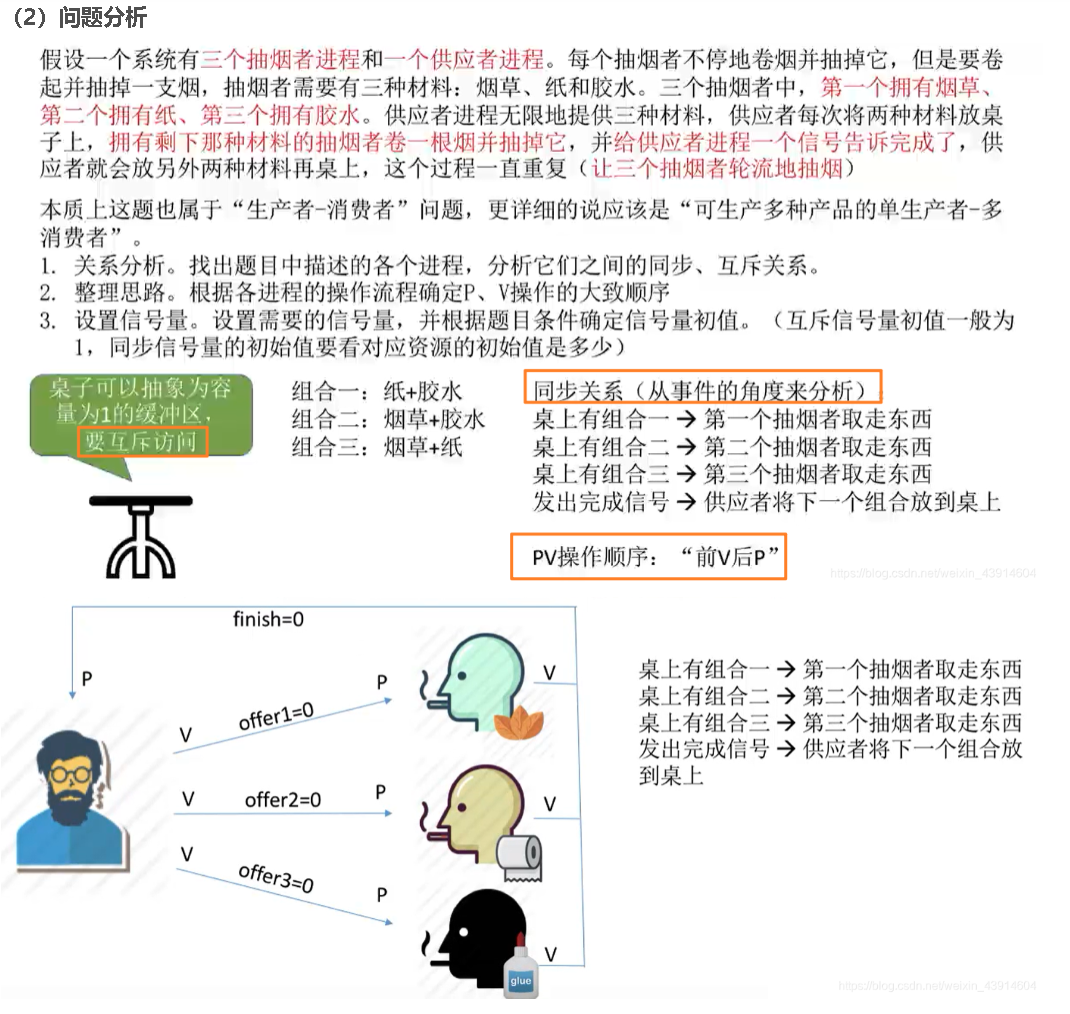 （2）问题分析
假设一个系统有三个抽烟者进程和一个供应者进程。每个抽烟者不停地卷烟并抽掉它，但是要卷
起并抽掉一支烟，抽烟者需要有三种材料：烟草、纸和胶水。三个抽烟者中，第一个拥有烟草、
第二个拥有纸、第三个拥有胶水。供应者进程无限地提供三种材料，供应者每次将两种材料放桌
子上，拥有剩下那种材料的抽烟者卷一根烟并抽掉它，并给供应者进程一个信号告诉完成了，供
应者就会放另外两种材料再桌上，这个过程一直重复（让三个抽烟者轮流地抽烟）
本质上这题也属于“生产者-消费者”问题，更详细的说应该是“可生产多种产品的单生产者-多
消费者”。
1. 关系分析。找出题目中描述的各个进程，分析它们之间的同步、互斥关系。
2. 整理思路。根据各进程的操作流程确定P、V操作的大致顺序
3. 设置信号量。设置需要的信号量，并根据题目条件确定信号量初值。（互斥信号量初值一般为
1，同步信号量的初始值要看对应资源的初始值是多少）
桌子可以抽象为容
量为1的缓冲区，
要互斥访问
组合一：纸+胶水
组合二：烟草+胶水
组合三：烟草+纸
同步关系（从事件的角度来分析）
桌上有组合一 → 第一个抽烟者取走东西
桌上有组合二 → 第二个抽烟者取走东西
桌上有组合三 → 第三个抽烟者取走东西
发出完成信号 → 供应者将下一个组合放到桌上
PV操作顺序：“前V后P”
https://blog.csdn.net/weixin_43914604
finish=0
P
V
offer1=0
P
V
V
offer2=0
P
V
V
offer3=0
P
V
glue
桌上有组合一 → 第一个抽烟者取走东西
桌上有组合二 → 第二个抽烟者取走东西
桌上有组合三 → 第三个抽烟者取走东西
发出完成信号 → 供应者将下一个组合放
到桌上
https://blog.csdn.net/weixin_43914604